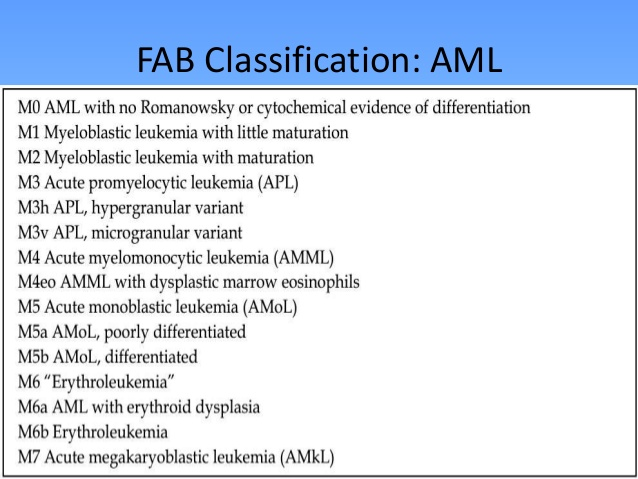 FAB Classification: AML
M0 AML with no Romanowsky or cytochemical evidence of differentiation
M1 Myeloblastic leukemia with little maturation
M2 Myeloblastic leukemia with maturation
M3 Acute promyelocytic leukemia (APL)
M3h APL, hypergranular variant
M3v APL, microgranular variant
M4 Acute myelomonocytic leukemia (AMML)
M4eo AMML with dysplastic marrow eosinophils
M5 Acute monoblastic leukemia (AMoL)
M5a AMoL, poorly differentiated
M5b AMoL, differentiated
M6 “Erythroleukemia”
M6a AML with erythroid dysplasia
M6b Erythroleukemia
M7 Acute megakaryoblastic leukemia (AMkL)